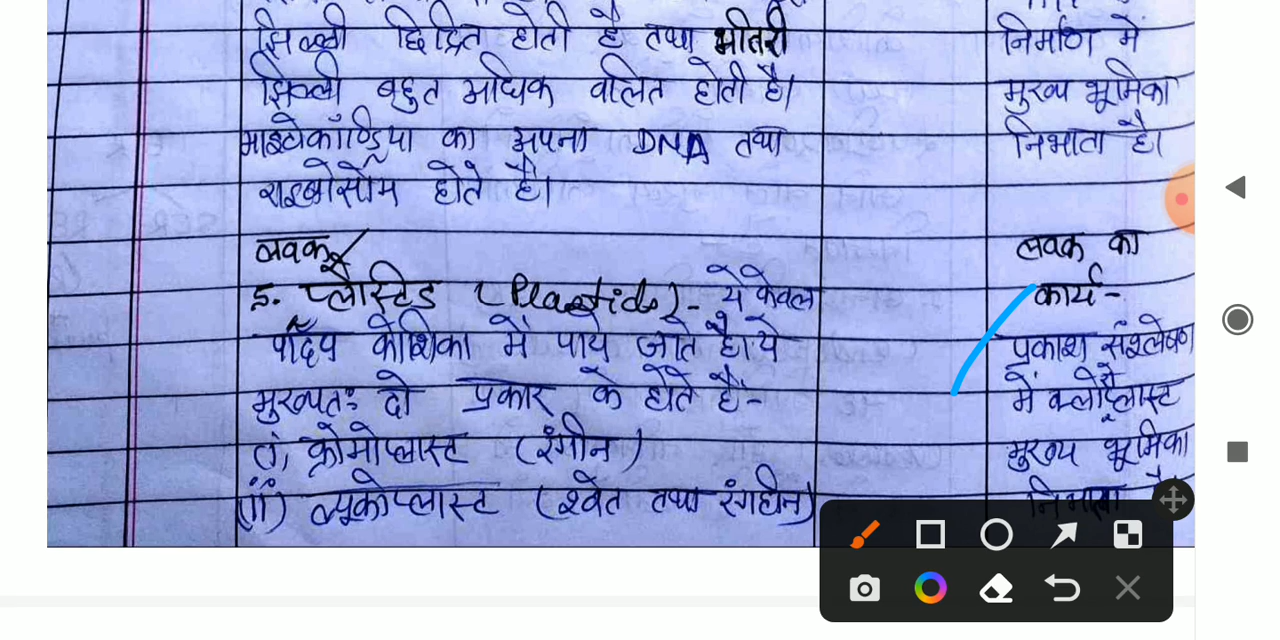 झिल्ली छिद्रित होती है तथा भीतरी
झिल्ली बहुत अधिक वलित होती है।
माइटोकॉण्ड्रिया का अपना DNA तथा
राइबोसोम होते है।
लवक
5. प्लास्टिड (Plastids)- ये केवल
पादप कोशिका में पाये जाते है। ये
मुख्यतः दो प्रकार के होते है-
(i) क्रोमोप्लास्ट (रंगीन)
(ii) ल्यूकोप्लास्ट (श्वेत तथा रंगहीन)
निर्माण में
मुख्य भूमिका
निभाता है।
लवक का
कार्य-
प्रकाश संश्लेषण
में क्लोरोप्लास्ट
मुख्य भूमिका